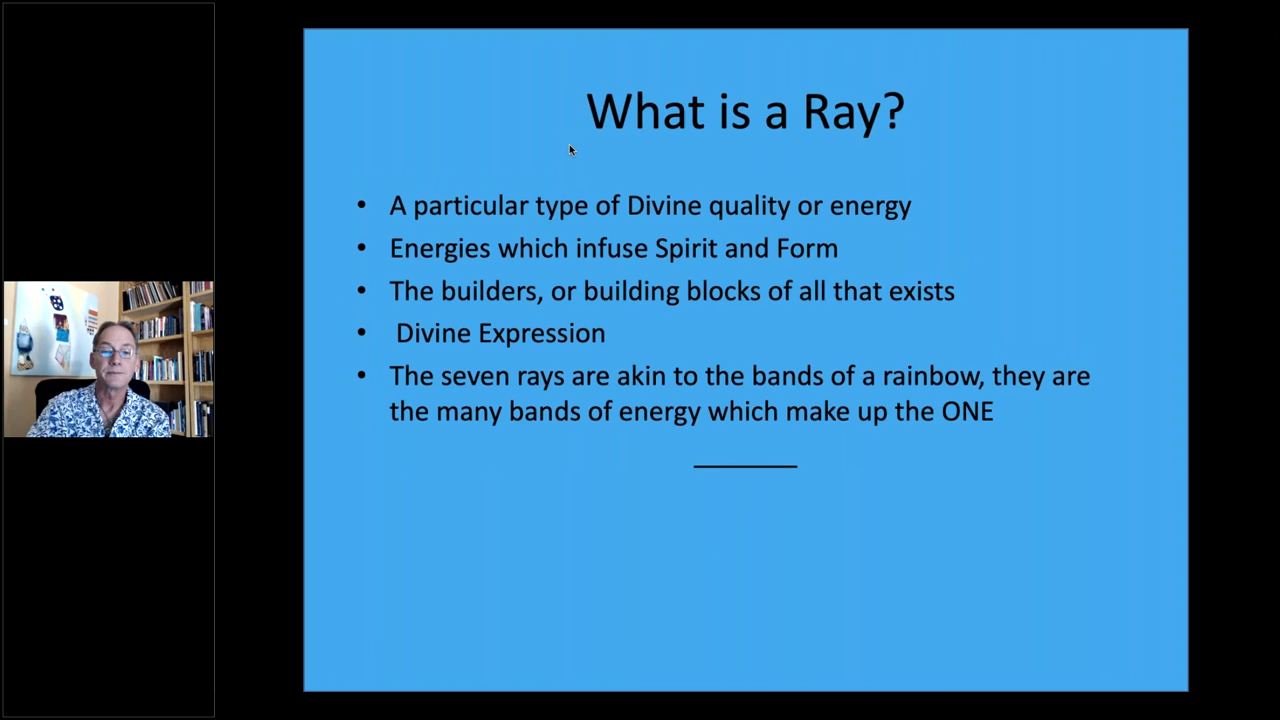 What is a Ray?
• A particular type of Divine quality or energy
• Energies which infuse Spirit and Form
• The builders, or building blocks of all that exists
• Divine Expression
• The seven rays are akin to the bands of a rainbow, they are
the many bands of energy which make up the ONE